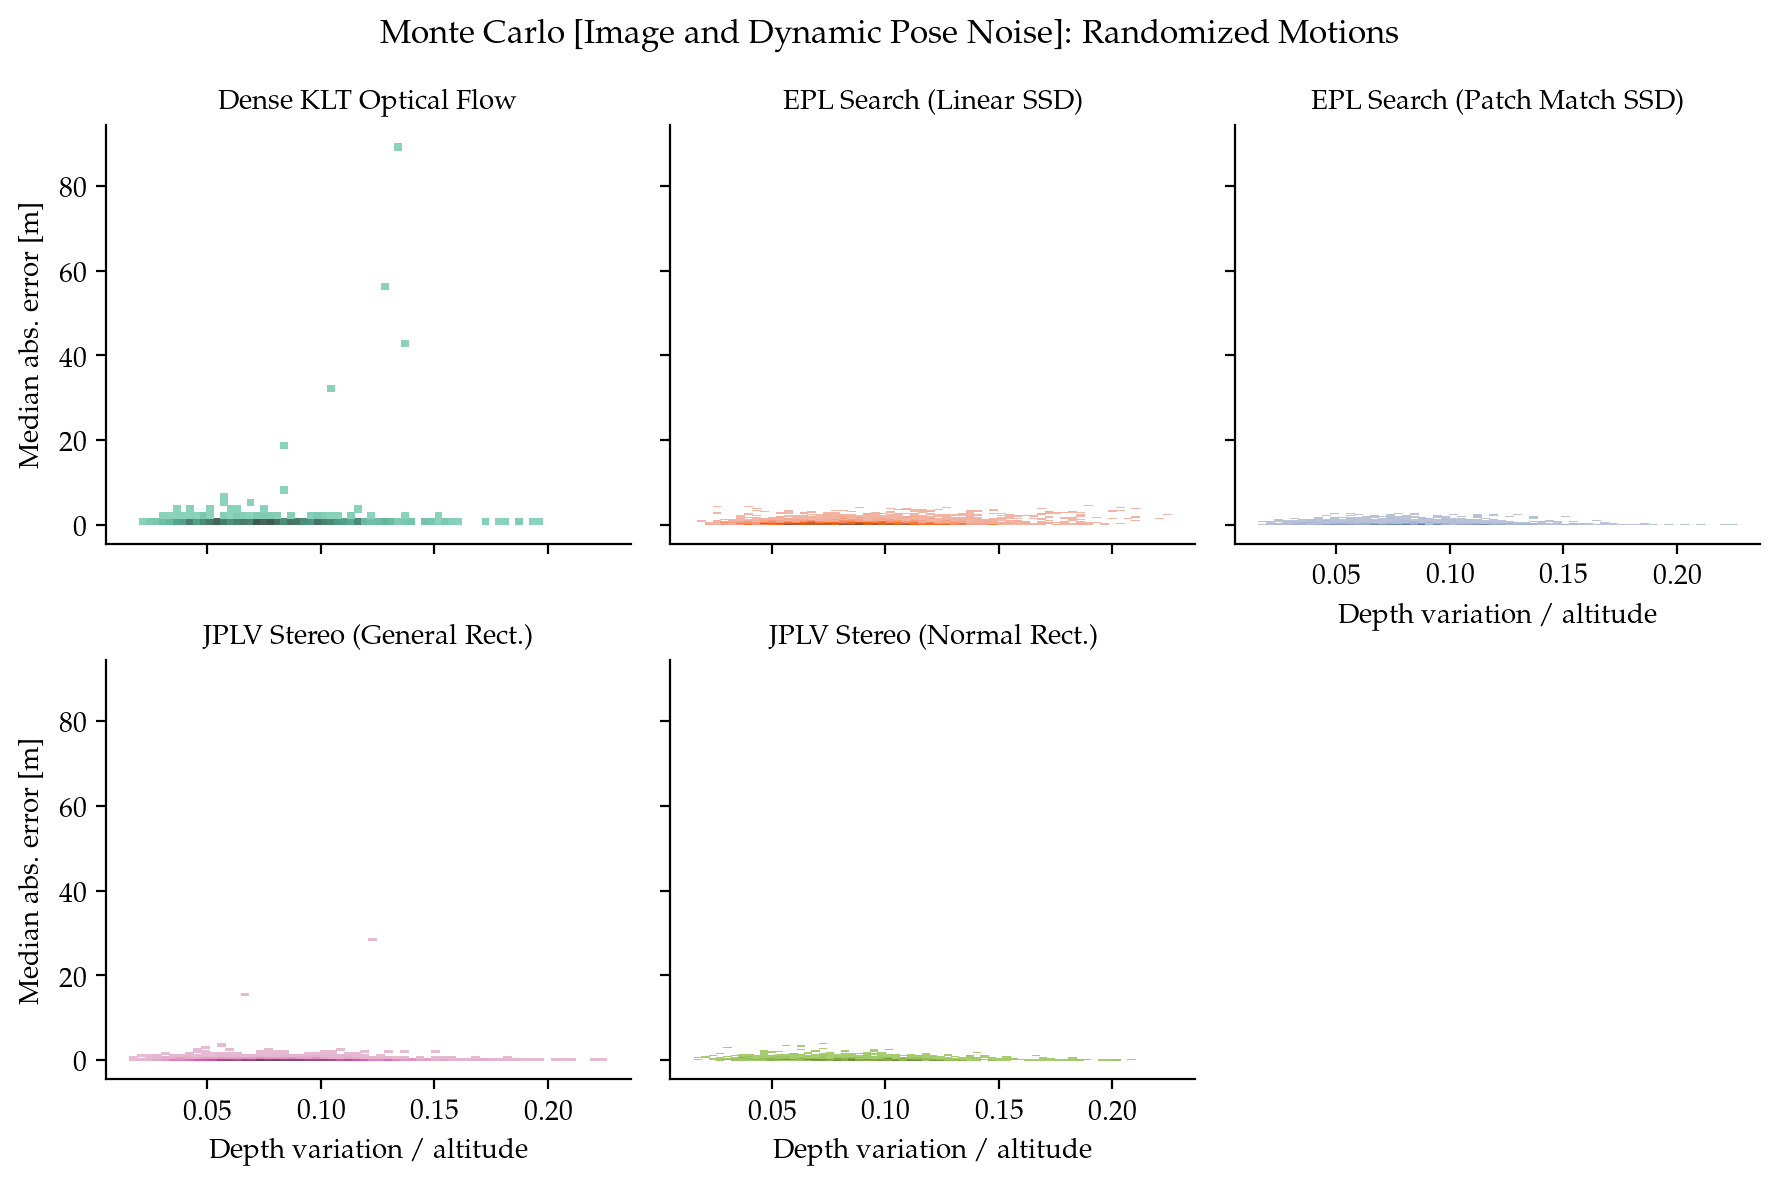 Monte Carlo [Image and Dynamic Pose Noise]: Randomized Motions
Dense KLT Optical Flow
EPL Search (Linear SSD)
EPL Search (Patch Match SSD)
Median abs. error [m]
80
60
40
20
0
0.05 0.10 0.15 0.20
Depth variation / altitude
JPLV Stereo (General Rect.)
JPLV Stereo (Normal Rect.)
Median abs. error [m]
80
60
40
20
0
0.05 0.10 0.15 0.20
Depth variation / altitude
0.05 0.10 0.15 0.20
Depth variation / altitude